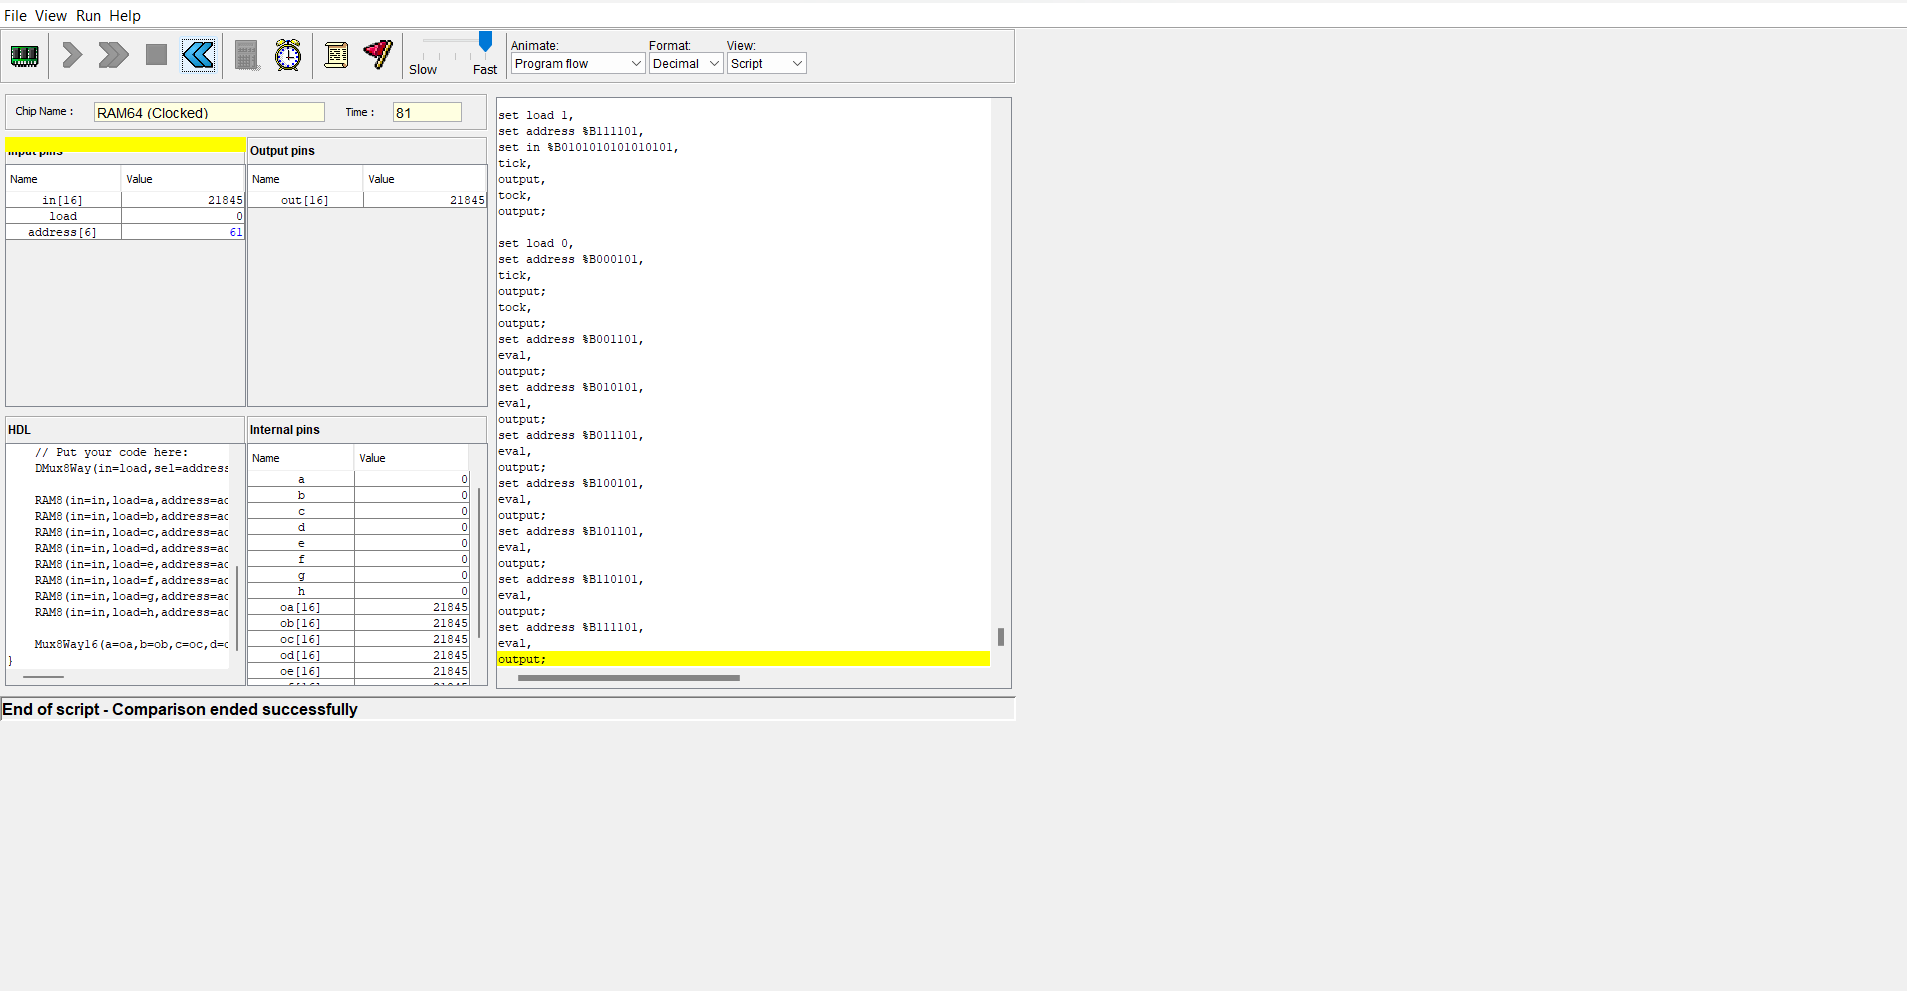 File View Run Help
Slow Fast
Animate: Format: View:
Program flow Decimal Script
Chip Name : RAM64 (Clocked) Time : 81
Input pins
Name Value
in[16] 21845
load 0
address[6] 61
Output pins
Name Value
out[16] 21845
HDL
// Put your code here:
DMux8Way(in=load,sel=address
RAM8(in=in,load=a,address=ad
RAM8(in=in,load=b,address=ad
RAM8(in=in,load=c,address=ad
RAM8(in=in,load=d,address=ad
RAM8(in=in,load=e,address=ad
RAM8(in=in,load=f,address=ad
RAM8(in=in,load=g,address=ad
RAM8(in=in,load=h,address=ad
Mux8Way16(a=oa,b=ob,c=oc,d=o
}
Internal pins
Name Value
a 0
b 0
c 0
d 0
e 0
f 0
g 0
h 0
oa[16] 21845
ob[16] 21845
oc[16] 21845
od[16] 21845
oe[16] 21845
set load 1,
set address %B111101,
set in %B0101010101010101,
tick,
output,
tock,
output;
set load 0,
set address %B000101,
tick,
output;
tock,
output;
set address %B001101,
eval,
output;
set address %B010101,
eval,
output;
set address %B011101,
eval,
output;
set address %B100101,
eval,
output;
set address %B101101,
eval,
output;
set address %B110101,
eval,
output;
set address %B111101,
eval,
output;
End of script - Comparison ended successfully